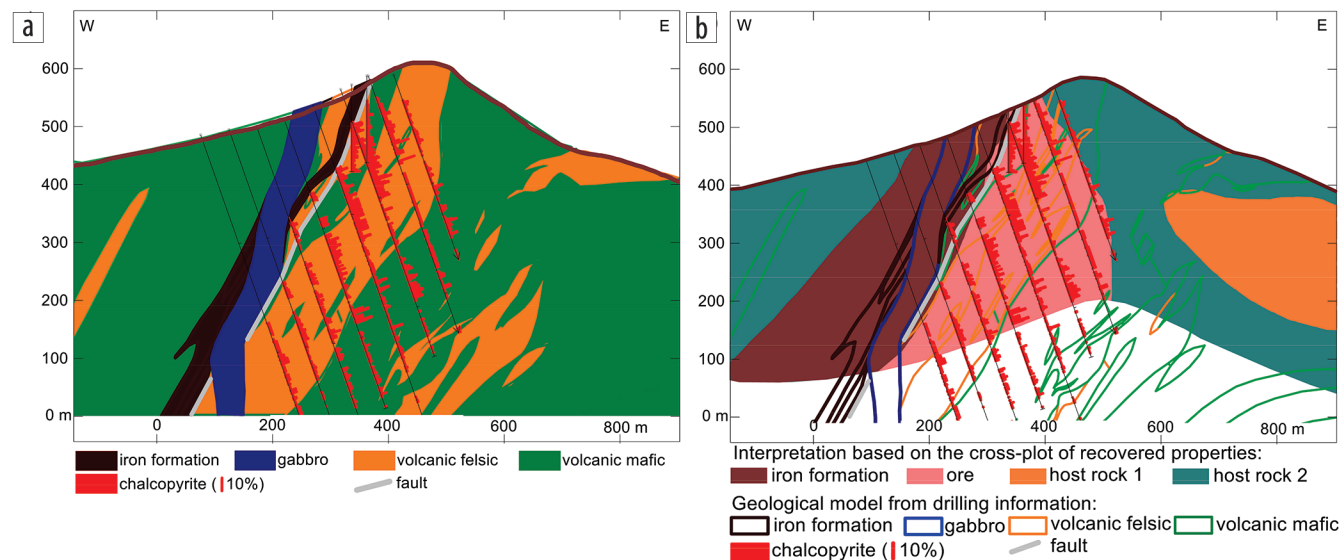 a
W
E
600
500
400
300
200
100
0 m
0
200
400
600
800 m
iron formation
gabbro
volcanic felsic
volcanic mafic
chalcopyrite ( 10%)
fault
b
W
E
600
500
400
300
200
100
0 m
0
200
400
600
800 m
Interpretation based on the cross-plot of recovered properties:
iron formation
ore
host rock 1
host rock 2
Geological model from drilling information:
iron formation
gabbro
volcanic felsic
volcanic mafic
chalcopyrite ( 10%)
fault